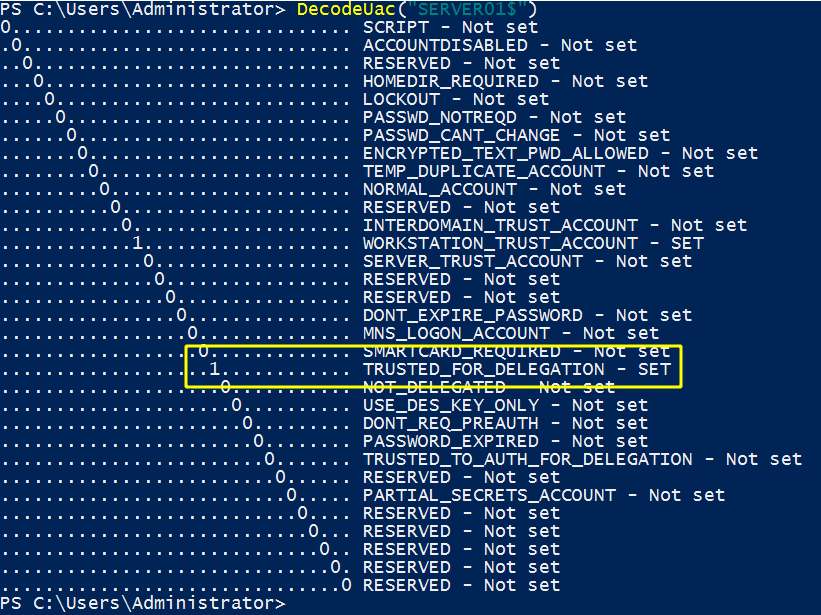 PS C:\Users\Administrator> DecodeUac("SERVER01$")
0............................... SCRIPT - Not set
.0.............................. ACCOUNTDISABLED - Not set
..0............................. RESERVED - Not set
...0............................ HOMEDIR_REQUIRED - Not set
....0........................... LOCKOUT - Not set
.....0.......................... PASSWD_NOTREQD - Not set
......0......................... PASSWD_CANT_CHANGE - Not set
.......0........................ ENCRYPTED_TEXT_PWD_ALLOWED - Not set
........0....................... TEMP_DUPLICATE_ACCOUNT - Not set
.........0...................... NORMAL_ACCOUNT - Not set
..........0..................... RESERVED - Not set
...........0.................... INTERDOMAIN_TRUST_ACCOUNT - Not set
............1................... WORKSTATION_TRUST_ACCOUNT - SET
.............0.................. SERVER_TRUST_ACCOUNT - Not set
..............0................. RESERVED - Not set
...............0................ RESERVED - Not set
................0............... DONT_EXPIRE_PASSWORD - Not set
.................0.............. MNS_LOGON_ACCOUNT - Not set
..................0............. SMARTCARD_REQUIRED - Not set
...................1............ TRUSTED_FOR_DELEGATION - SET
....................0........... NOT_DELEGATED - Not set
.....................0.......... USE_DES_KEY_ONLY - Not set
......................0......... DONT_REQ_PREAUTH - Not set
.......................0........ PASSWORD_EXPIRED - Not set
........................0....... TRUSTED_TO_AUTH_FOR_DELEGATION - Not set
.........................0...... RESERVED - Not set
..........................0..... PARTIAL_SECRETS_ACCOUNT - Not set
...........................0.... RESERVED - Not set
............................0... RESERVED - Not set
.............................0.. RESERVED - Not set
..............................0. RESERVED - Not set
...............................0 RESERVED - Not set
PS C:\Users\Administrator>